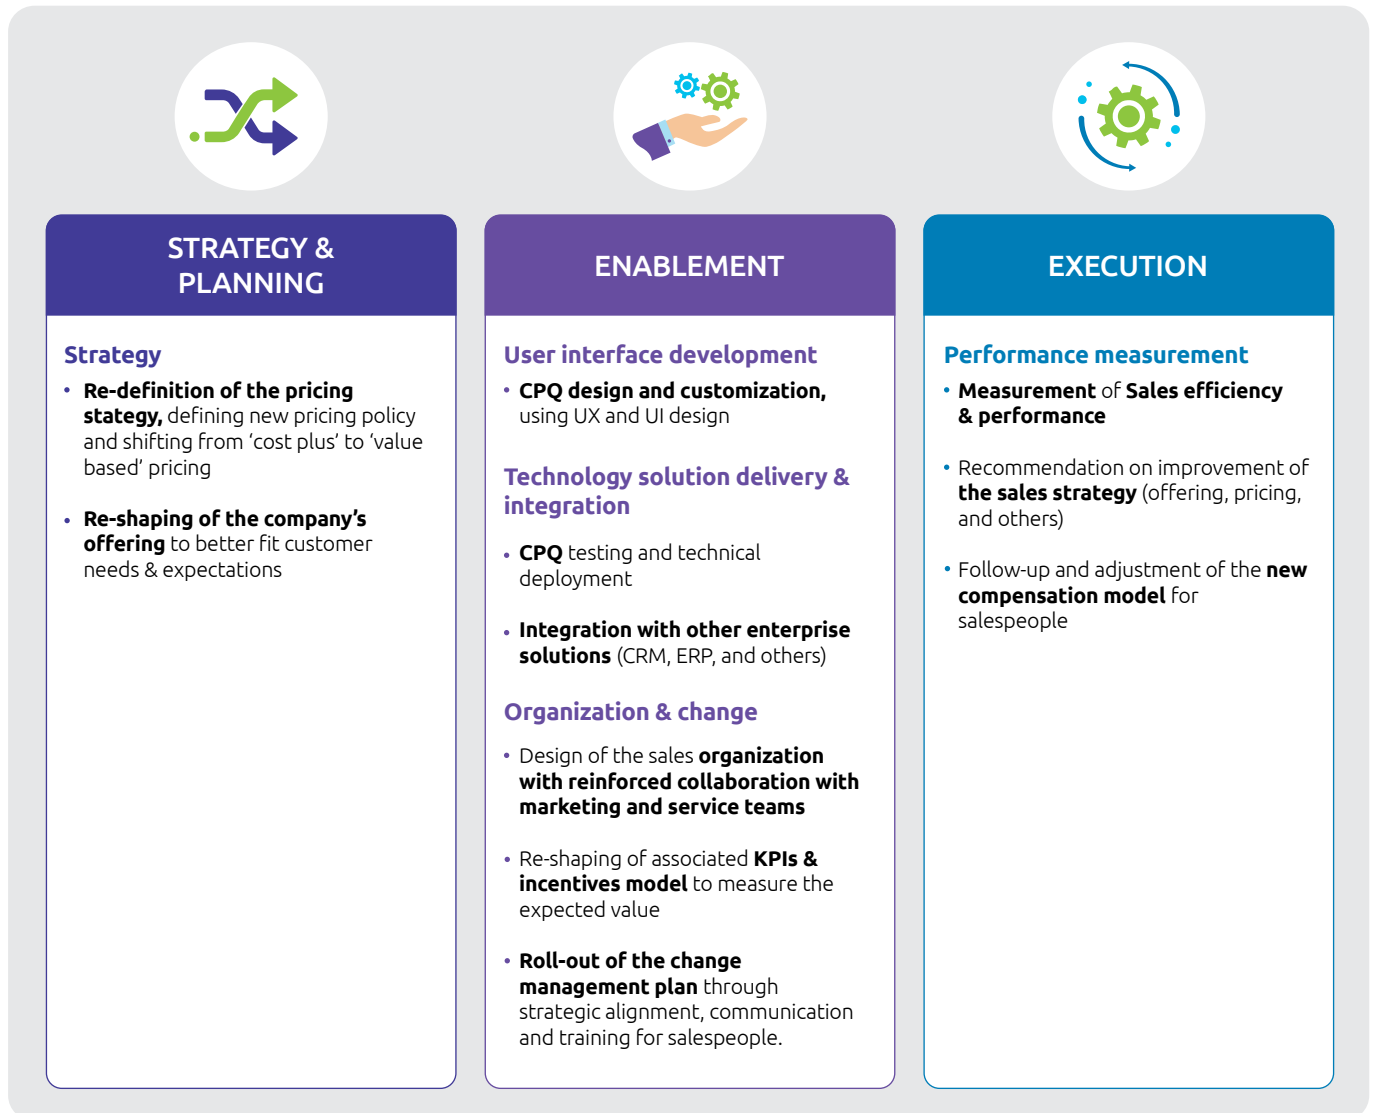 STRATEGY &
PLANNING
Strategy
• Re-definition of the pricing
stategy, defining new pricing policy
and shifting from ‘cost plus’ to ‘value
based’ pricing
• Re-shaping of the company’s
offering to better fit customer
needs & expectations
ENABLEMENT
User interface development
• CPQ design and customization,
using UX and UI design
Technology solution delivery &
integration
• CPQ testing and technical
deployment
• Integration with other enterprise
solutions (CRM, ERP, and others)
Organization & change
• Design of the sales organization
with reinforced collaboration with
marketing and service teams
• Re-shaping of associated KPIs &
incentives model to measure the
expected value
• Roll-out of the change
management plan through
strategic alignment, communication
and training for salespeople.
EXECUTION
Performance measurement
• Measurement of Sales efficiency
& performance
• Recommendation on improvement of
the sales strategy (offering, pricing,
and others)
• Follow-up and adjustment of the new
compensation model for
salespeople